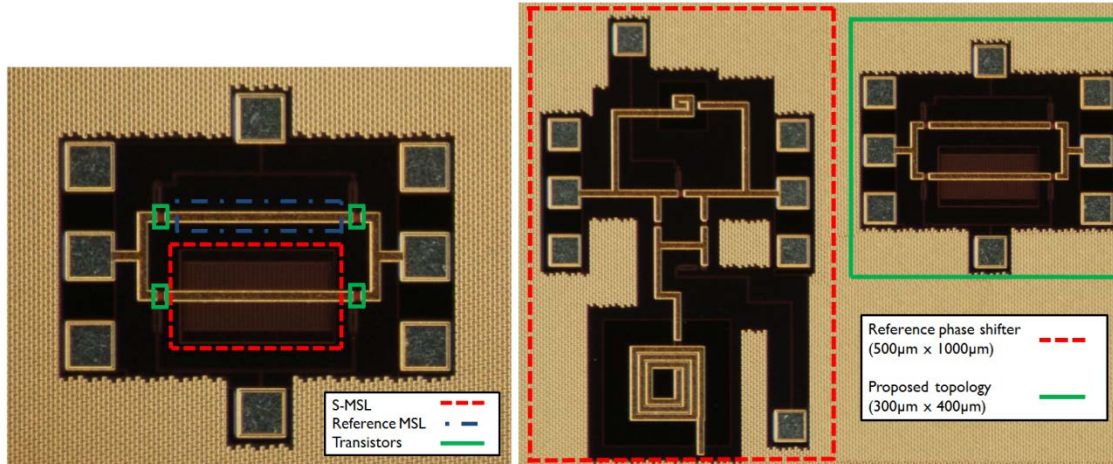 S-MSL
Reference MSL
Transistors
Reference phase shifter
(500µm x 1000µm)
Proposed topology
(300µm x 400µm)